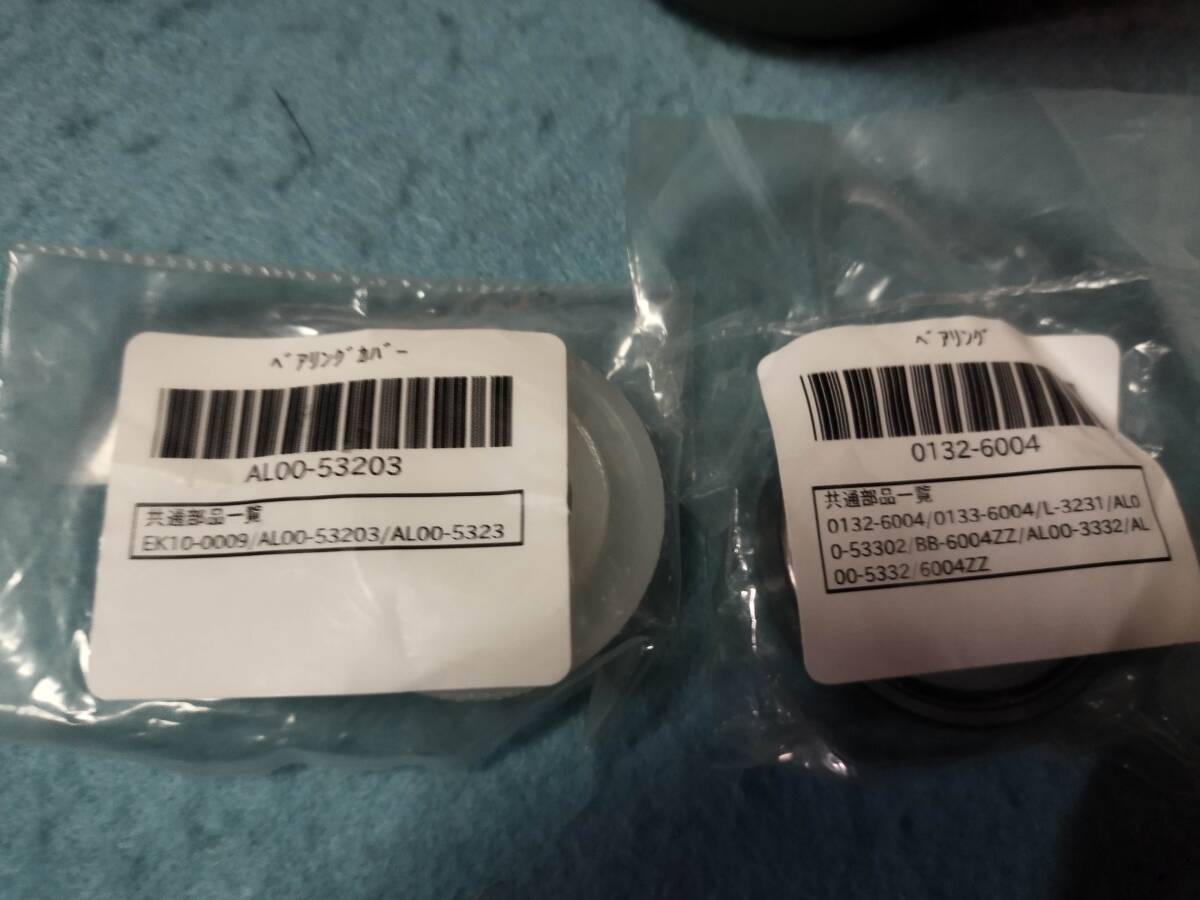 ﾍﾞｱﾘﾝｸﾞｶﾊﾞｰ
AL00-53203
共通部品一覧
EK10-0009/AL00-53203/AL00-5323
ﾍﾞｱﾘﾝｸﾞ
0132-6004
共通部品一覧
0132-6004/0133-6004/L-3231/AL0
0-53302/BB-6004ZZ/AL00-3332/AL
00-5332/6004ZZ